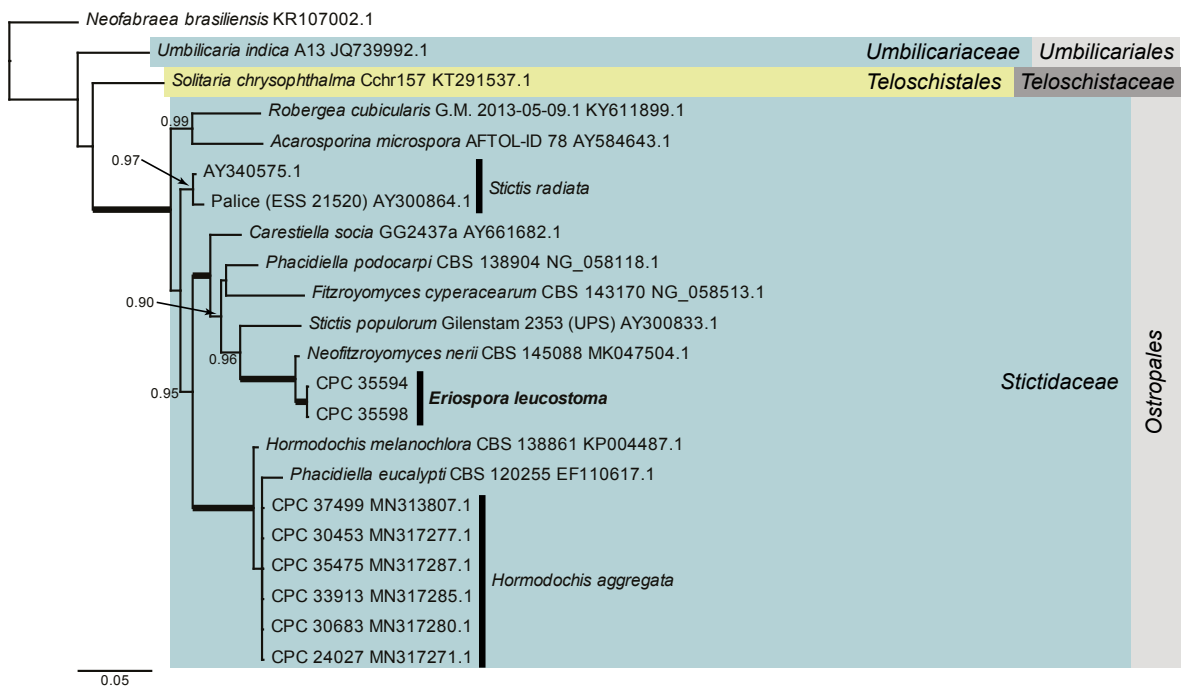 Neofabraea brasiliensis KR107002.1
Umbilicaria indica A13 JQ739992.1 Umbilicariaceae Umbilicariales
Solitaria chrysophthalma Cchr157 KT291537.1 Teloschistales Teloschistaceae
Robergea cubicularis G.M. 2013-05-09.1 KY611899.1
0.99
Acarosporina microspora AFTOL-ID 78 AY584643.1
0.97
AY340575.1
Stictis radiata
Palice (ESS 21520) AY300864.1
Carestiella socia GG2437a AY661682.1
Phacidiella podocarpi CBS 138904 NG_058118.1
Fitzroyomyces cyperacearum CBS 143170 NG_058513.1
0.90
Stictis populorum Gilenstam 2353 (UPS) AY300833.1
Neofitzroyomyces nerii CBS 145088 MK047504.1
0.96
CPC 35594
Eriospora leucostoma
CPC 35598
0.95
Stictidaceae
Ostropales
Hormodochis melanochlora CBS 138861 KP004487.1
Phacidiella eucalypti CBS 120255 EF110617.1
CPC 37499 MN313807.1
CPC 30453 MN317277.1
CPC 35475 MN317287.1
Hormodochis aggregata
CPC 33913 MN317285.1
CPC 30683 MN317280.1
CPC 24027 MN317271.1
0.05